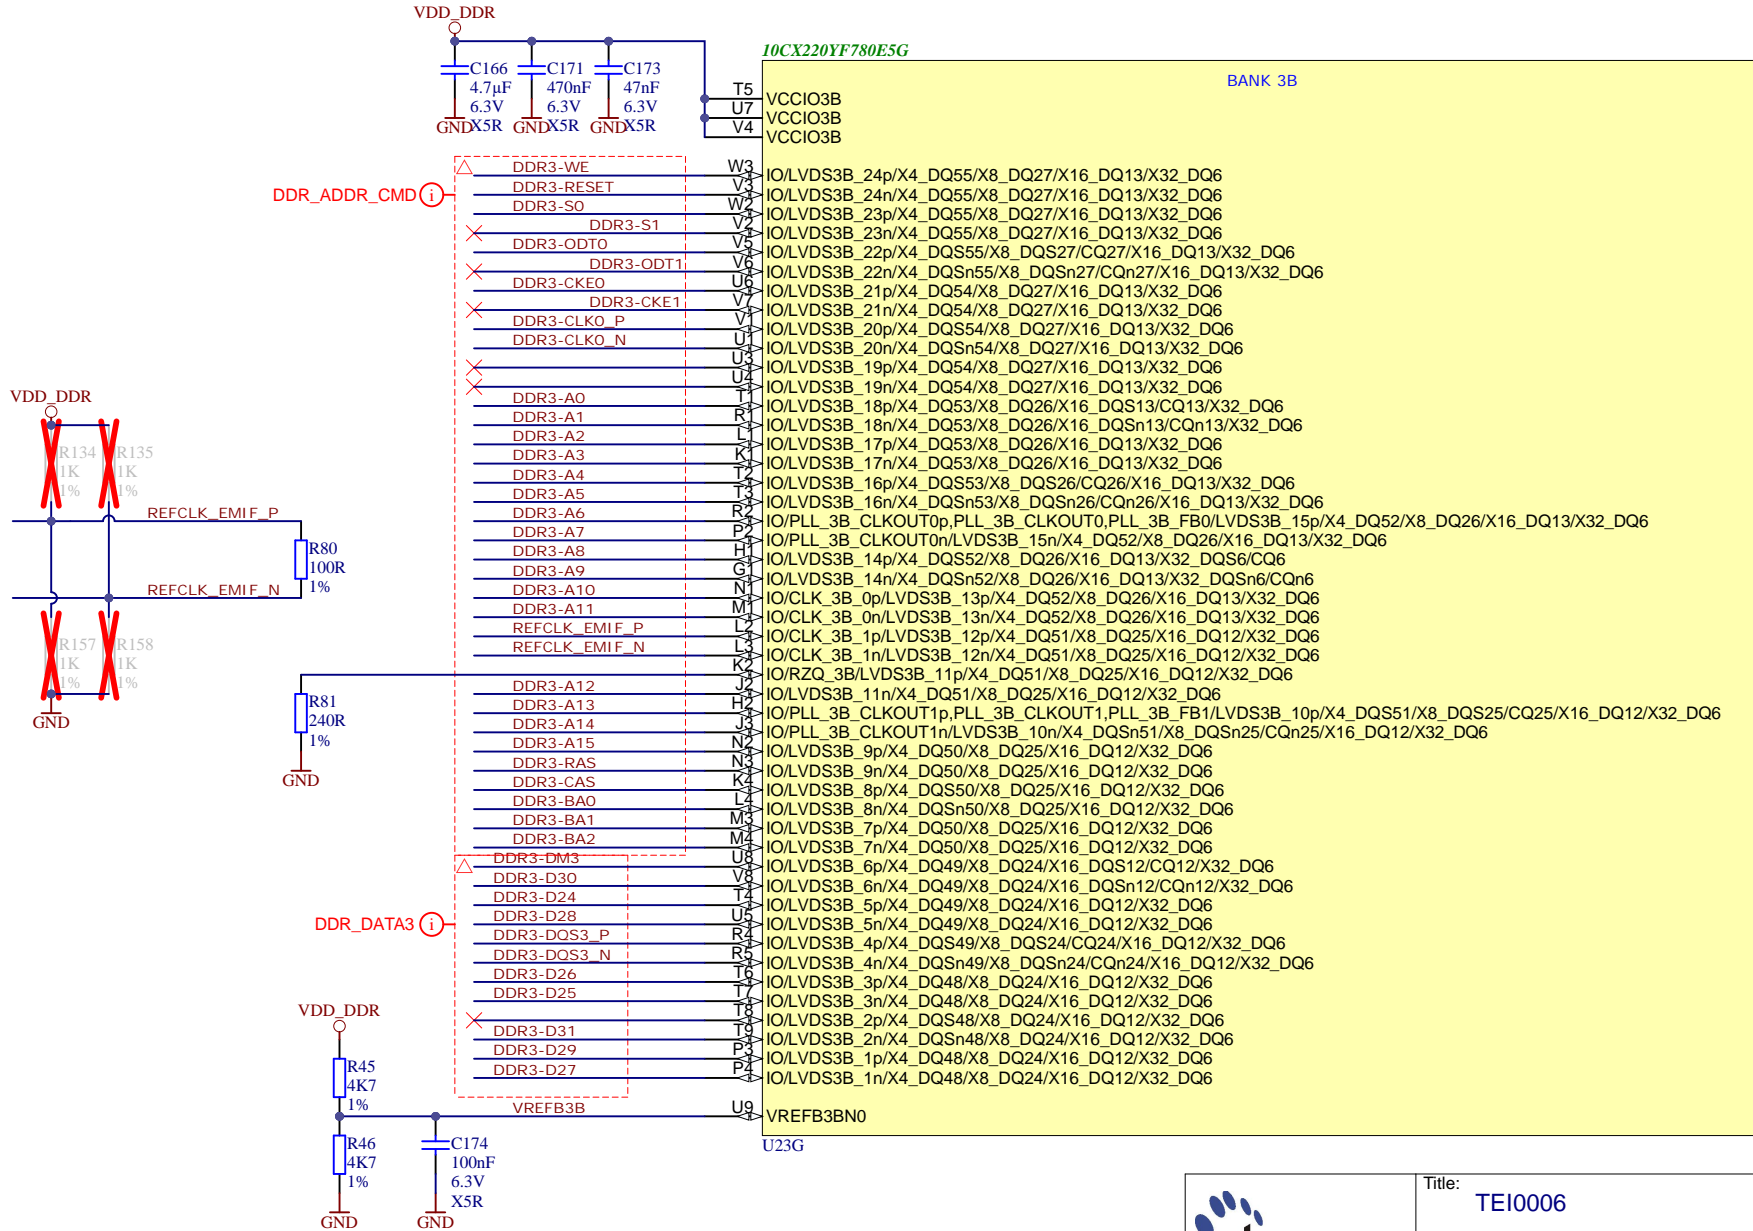 VDD_DDR
C166
4.7µF
6.3V
X5R
GND
C171
470nF
6.3V
X5R
GND
C173
47nF
6.3V
X5R
GND
10CX220YF780E5G
BANK 3B
T5 VCCIO3B
U7 VCCIO3B
V4 VCCIO3B
DDR_ADDR_CMD i
DDR3-WE W3 IO/LVDS3B_24p/X4_DQ55/X8_DQ27/X16_DQ13/X32_DQ6
DDR3-RESET V3 IO/LVDS3B_24n/X4_DQ55/X8_DQ27/X16_DQ13/X32_DQ6
DDR3-S0 W2 IO/LVDS3B_23p/X4_DQ55/X8_DQ27/X16_DQ13/X32_DQ6
DDR3-S1 V2 IO/LVDS3B_23n/X4_DQ55/X8_DQ27/X16_DQ13/X32_DQ6
DDR3-ODT0 V5 IO/LVDS3B_22p/X4_DQS55/X8_DQS27/CQ27/X16_DQ13/X32_DQ6
DDR3-ODT1 V6 IO/LVDS3B_22n/X4_DQSn55/X8_DQSn27/CQn27/X16_DQ13/X32_DQ6
DDR3-CKE0 U6 IO/LVDS3B_21p/X4_DQ54/X8_DQ27/X16_DQ13/X32_DQ6
DDR3-CKE1 V7 IO/LVDS3B_21n/X4_DQ54/X8_DQ27/X16_DQ13/X32_DQ6
DDR3-CLK0_P V1 IO/LVDS3B_20p/X4_DQS54/X8_DQ27/X16_DQ13/X32_DQ6
DDR3-CLK0_N U1 IO/LVDS3B_20n/X4_DQSn54/X8_DQ27/X16_DQ13/X32_DQ6
U3 IO/LVDS3B_19p/X4_DQ54/X8_DQ27/X16_DQ13/X32_DQ6
U4 IO/LVDS3B_19n/X4_DQ54/X8_DQ27/X16_DQ13/X32_DQ6
DDR3-A0 T1 IO/LVDS3B_18p/X4_DQ53/X8_DQ26/X16_DQS13/CQ13/X32_DQ6
DDR3-A1 R1 IO/LVDS3B_18n/X4_DQ53/X8_DQ26/X16_DQSn13/CQn13/X32_DQ6
DDR3-A2 L1 IO/LVDS3B_17p/X4_DQ53/X8_DQ26/X16_DQ13/X32_DQ6
DDR3-A3 K1 IO/LVDS3B_17n/X4_DQ53/X8_DQ26/X16_DQ13/X32_DQ6
DDR3-A4 T2 IO/LVDS3B_16p/X4_DQS53/X8_DQS26/CQ26/X16_DQ13/X32_DQ6
DDR3-A5 T3 IO/LVDS3B_16n/X4_DQSn53/X8_DQSn26/CQn26/X16_DQ13/X32_DQ6
DDR3-A6 R2 IO/PLL_3B_CLKOUT0p,PLL_3B_CLKOUT0,PLL_3B_FB0/LVDS3B_15p/X4_DQ52/X8_DQ26/X16_DQ13/X32_DQ6
DDR3-A7 P2 IO/PLL_3B_CLKOUT0n/LVDS3B_15n/X4_DQ52/X8_DQ26/X16_DQ13/X32_DQ6
DDR3-A8 H1 IO/LVDS3B_14p/X4_DQS52/X8_DQ26/X16_DQ13/X32_DQS6/CQ6
DDR3-A9 G1 IO/LVDS3B_14n/X4_DQSn52/X8_DQ26/X16_DQ13/X32_DQSn6/CQn6
DDR3-A10 N1 IO/CLK_3B_0p/LVDS3B_13p/X4_DQ52/X8_DQ26/X16_DQ13/X32_DQ6
DDR3-A11 M1 IO/CLK_3B_0n/LVDS3B_13n/X4_DQ52/X8_DQ26/X16_DQ13/X32_DQ6
REFCLK_EMIF_P L2 IO/CLK_3B_1p/LVDS3B_12p/X4_DQ51/X8_DQ25/X16_DQ12/X32_DQ6
REFCLK_EMIF_N L3 IO/CLK_3B_1n/LVDS3B_12n/X4_DQ51/X8_DQ25/X16_DQ12/X32_DQ6
K2 IO/RZQ_3B/LVDS3B_11p/X4_DQ51/X8_DQ25/X16_DQ12/X32_DQ6
DDR3-A12 J2 IO/LVDS3B_11n/X4_DQ51/X8_DQ25/X16_DQ12/X32_DQ6
DDR3-A13 H2 IO/PLL_3B_CLKOUT1p,PLL_3B_CLKOUT1,PLL_3B_FB1/LVDS3B_10p/X4_DQS51/X8_DQS25/CQ25/X16_DQ12/X32_DQ6
DDR3-A14 J3 IO/PLL_3B_CLKOUT1n/LVDS3B_10n/X4_DQSn51/X8_DQSn25/CQn25/X16_DQ12/X32_DQ6
DDR3-A15 N2 IO/LVDS3B_9p/X4_DQ50/X8_DQ25/X16_DQ12/X32_DQ6
DDR3-RAS N3 IO/LVDS3B_9n/X4_DQ50/X8_DQ25/X16_DQ12/X32_DQ6
DDR3-CAS K4 IO/LVDS3B_8p/X4_DQS50/X8_DQ25/X16_DQ12/X32_DQ6
DDR3-BA0 L4 IO/LVDS3B_8n/X4_DQSn50/X8_DQ25/X16_DQ12/X32_DQ6
DDR3-BA1 M3 IO/LVDS3B_7p/X4_DQ50/X8_DQ25/X16_DQ12/X32_DQ6
DDR3-BA2 M4 IO/LVDS3B_7n/X4_DQ50/X8_DQ25/X16_DQ12/X32_DQ6
DDR3-DM3 U8 IO/LVDS3B_6p/X4_DQ49/X8_DQ24/X16_DQS12/CQ12/X32_DQ6
DDR3-D30 V8 IO/LVDS3B_6n/X4_DQ49/X8_DQ24/X16_DQSn12/CQn12/X32_DQ6
DDR3-D24 T4 IO/LVDS3B_5p/X4_DQ49/X8_DQ24/X16_DQ12/X32_DQ6
DDR_DATA3 i
DDR3-D28 U5 IO/LVDS3B_5n/X4_DQ49/X8_DQ24/X16_DQ12/X32_DQ6
DDR3-DQS3_P R4 IO/LVDS3B_4p/X4_DQS49/X8_DQS24/CQ24/X16_DQ12/X32_DQ6
DDR3-DQS3_N R5 IO/LVDS3B_4n/X4_DQSn49/X8_DQSn24/CQn24/X16_DQ12/X32_DQ6
DDR3-D26 T6 IO/LVDS3B_3p/X4_DQ48/X8_DQ24/X16_DQ12/X32_DQ6
DDR3-D25 T7 IO/LVDS3B_3n/X4_DQ48/X8_DQ24/X16_DQ12/X32_DQ6
T8 IO/LVDS3B_2p/X4_DQS48/X8_DQ24/X16_DQ12/X32_DQ6
DDR3-D31 T9 IO/LVDS3B_2n/X4_DQSn48/X8_DQ24/X16_DQ12/X32_DQ6
DDR3-D29 P3 IO/LVDS3B_1p/X4_DQ48/X8_DQ24/X16_DQ12/X32_DQ6
DDR3-D27 P4 IO/LVDS3B_1n/X4_DQ48/X8_DQ24/X16_DQ12/X32_DQ6
VREFB3B U9 VREFB3BN0
U23G
VDD_DDR
R134
1K
1%
R135
1K
1%
REFCLK_EMIF_P
R80
100R
1%
REFCLK_EMIF_N
R157
1K
1%
R158
1K
1%
GND
R81
240R
1%
GND
VDD_DDR
R45
4K7
1%
R46
4K7
1%
GND
C174
100nF
6.3V
X5R
GND
Title:
TEI0006